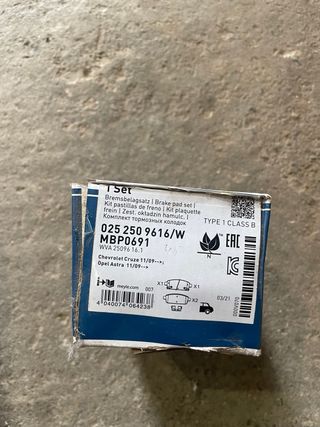 1 Set
Bremsbelagsatz | Brake pad set |
Kit pastillas de freno | Kit plaquette
frein | Zest. okładzin hamulc. |
Комплект тормозных колодок
TYPE 1 CLASS B
025 250 9616/W
MBP0691
WVA 25096 16.1
N
EAC
Chevrolet Cruze 11/09-->;
Opel Astra 11/09-->
X1
X1
X2
meyle.com
007
03/21
4 040074 064238